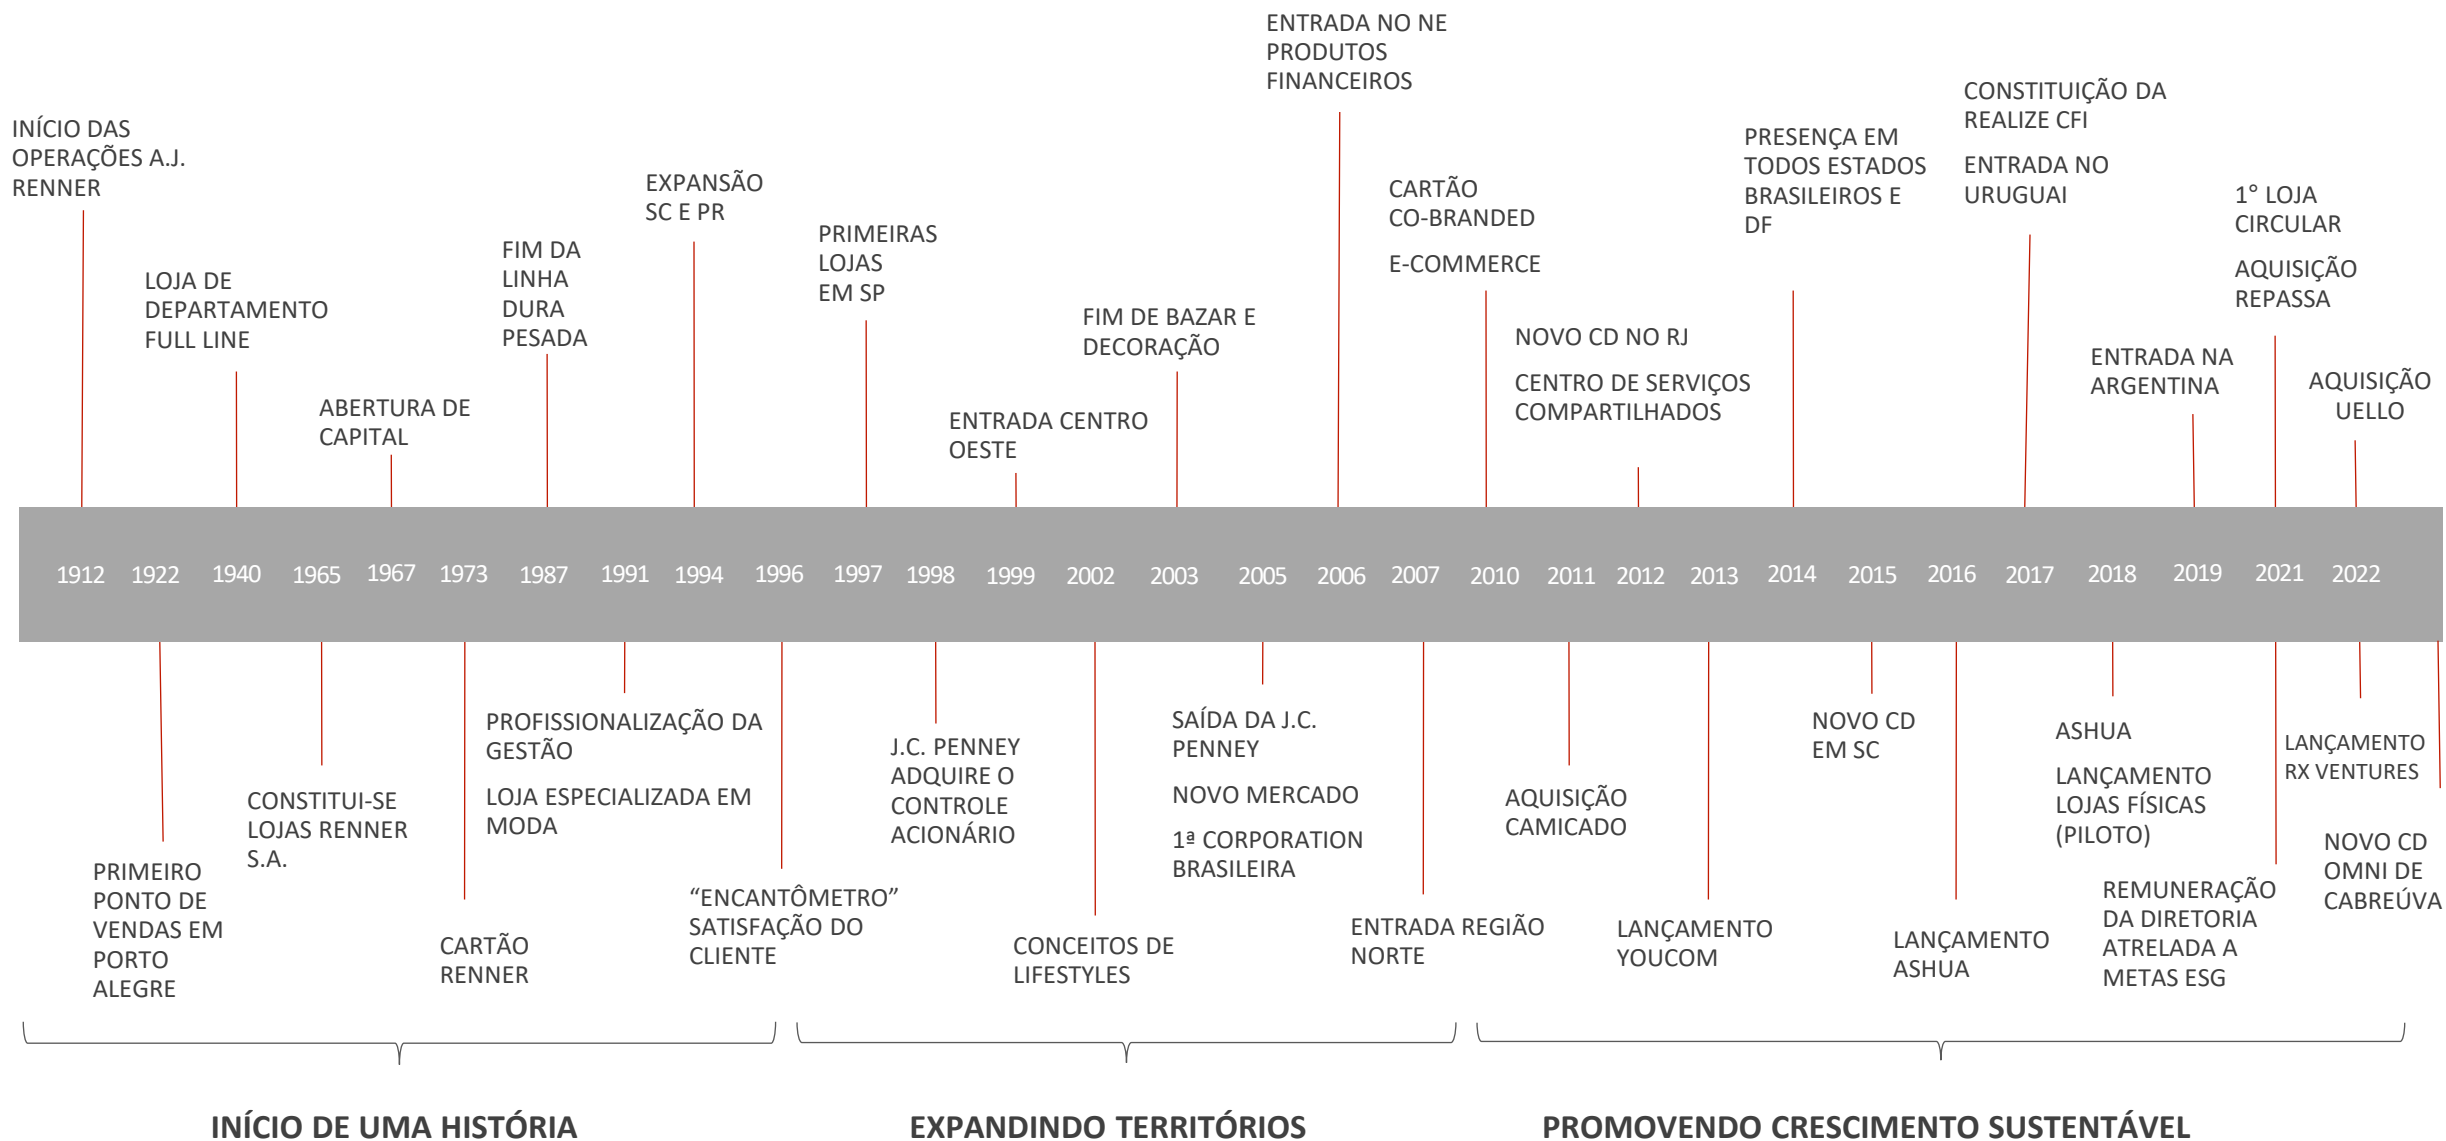 INÍCIO DAS
OPERAÇÕES A.J.
RENNER
LOJA DE
DEPARTAMENTO
FULL LINE
ABERTURA DE
CAPITAL
FIM DA
LINHA
DURA
PESADA
EXPANSÃO
SC E PR
PRIMEIRAS
LOJAS
EM SP
ENTRADA CENTRO
OESTE
FIM DE BAZAR E
DECORAÇÃO
ENTRADA NO NE
PRODUTOS
FINANCEIROS
CARTÃO
CO-BRANDED
E-COMMERCE
NOVO CD NO RJ
CENTRO DE SERVIÇOS
COMPARTILHADOS
PRESENÇA EM
TODOS ESTADOS
BRASILEIROS E
DF
CONSTITUIÇÃO DA
REALIZE CFI
ENTRADA NO
URUGUAI
ENTRADA NA
ARGENTINA
1° LOJA
CIRCULAR
AQUISIÇÃO
REPASSA
AQUISIÇÃO
UELLO
1912 1922 1940 1965 1967 1973 1987 1991 1994 1996 1997 1998 1999 2002 2003 2005 2006 2007 2010 2011 2012 2013 2014 2015 2016 2017 2018 2019 2021 2022
PRIMEIRO
PONTO DE
VENDAS EM
PORTO
ALEGRE
CONSTITUI-SE
LOJAS RENNER
S.A.
CARTÃO
RENNER
PROFISSIONALIZAÇÃO DA
GESTÃO
LOJA ESPECIALIZADA EM
MODA
“ENCANTÔMETRO”
SATISFAÇÃO DO
CLIENTE
J.C. PENNEY
ADQUIRE O
CONTROLE
ACIONÁRIO
CONCEITOS DE
LIFESTYLES
SAÍDA DA J.C.
PENNEY
NOVO MERCADO
1ª CORPORATION
BRASILEIRA
ENTRADA REGIÃO
NORTE
AQUISIÇÃO
CAMICADO
LANÇAMENTO
YOUCOM
NOVO CD
EM SC
LANÇAMENTO
ASHUA
ASHUA
LANÇAMENTO
LOJAS FÍSICAS
(PILOTO)
REMUNERAÇÃO
DA DIRETORIA
ATRELADA A
METAS ESG
LANÇAMENTO
RX VENTURES
NOVO CD
OMNI DE
CABREÚVA
INÍCIO DE UMA HISTÓRIA
EXPANDINDO TERRITÓRIOS
PROMOVENDO CRESCIMENTO SUSTENTÁVEL